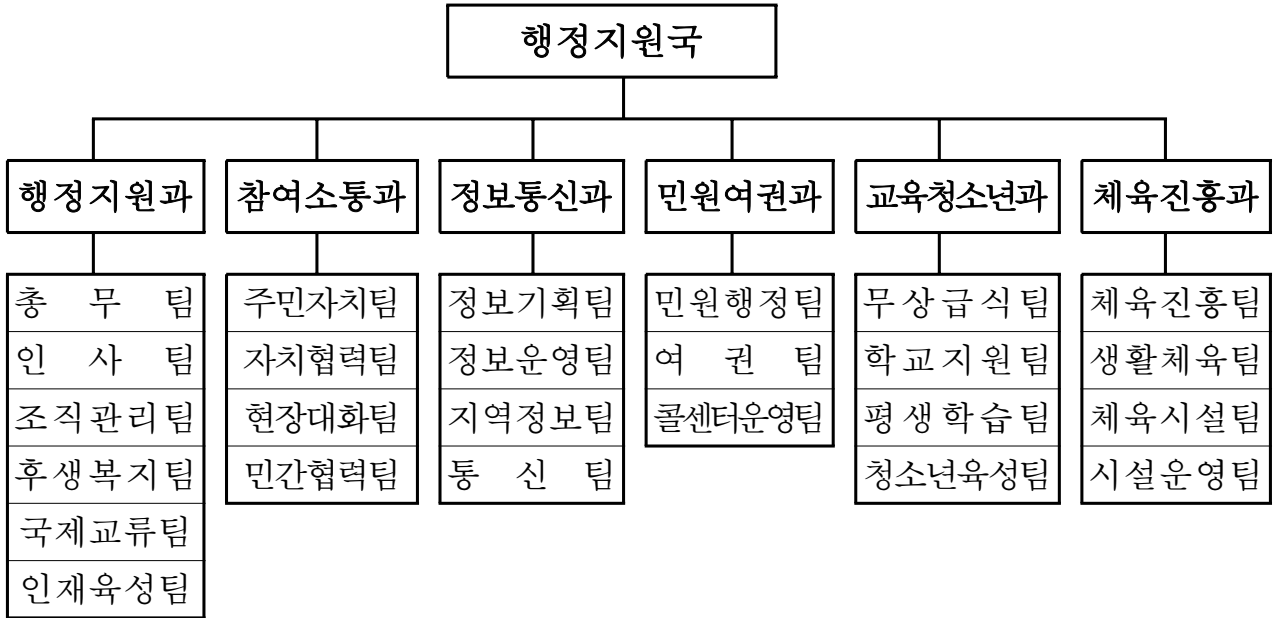 행정지원국
행정지원과 참여소통과 정보통신과 민원여권과 교육청소년과 체육진흥과
총 무 팀 주민자치팀 정보기획팀 민원행정팀 무상급식팀 체육진흥팀
인 사 팀 자치협력팀 정보운영팀 여 권 팀 학교지원팀 생활체육팀
조직관리팀 현장대화팀 지역정보팀 콜센터운영팀 평생학습팀 체육시설팀
후생복지팀 민간협력팀 통 신 팀 청소년육성팀 시설운영팀
국제교류팀
인재육성팀